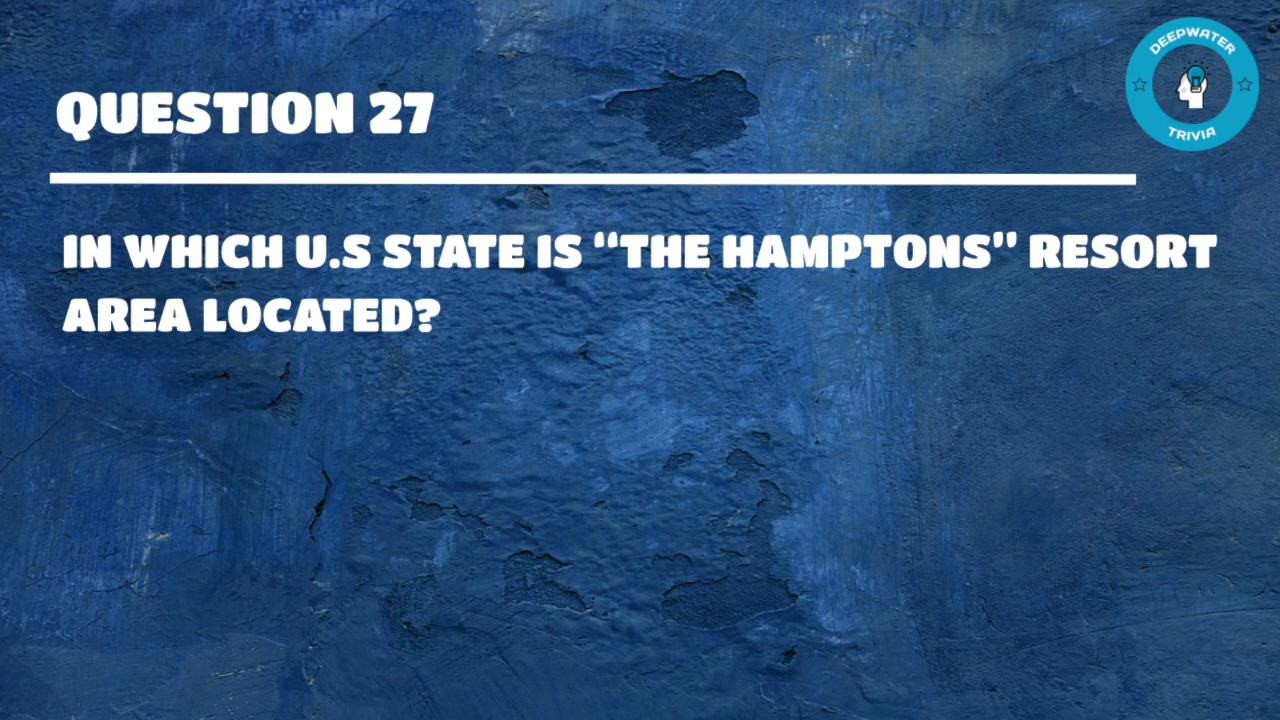 DEEPWATER
TRIVIA
QUESTION 27
IN WHICH U.S STATE IS “THE HAMPTONS” RESORT
AREA LOCATED?